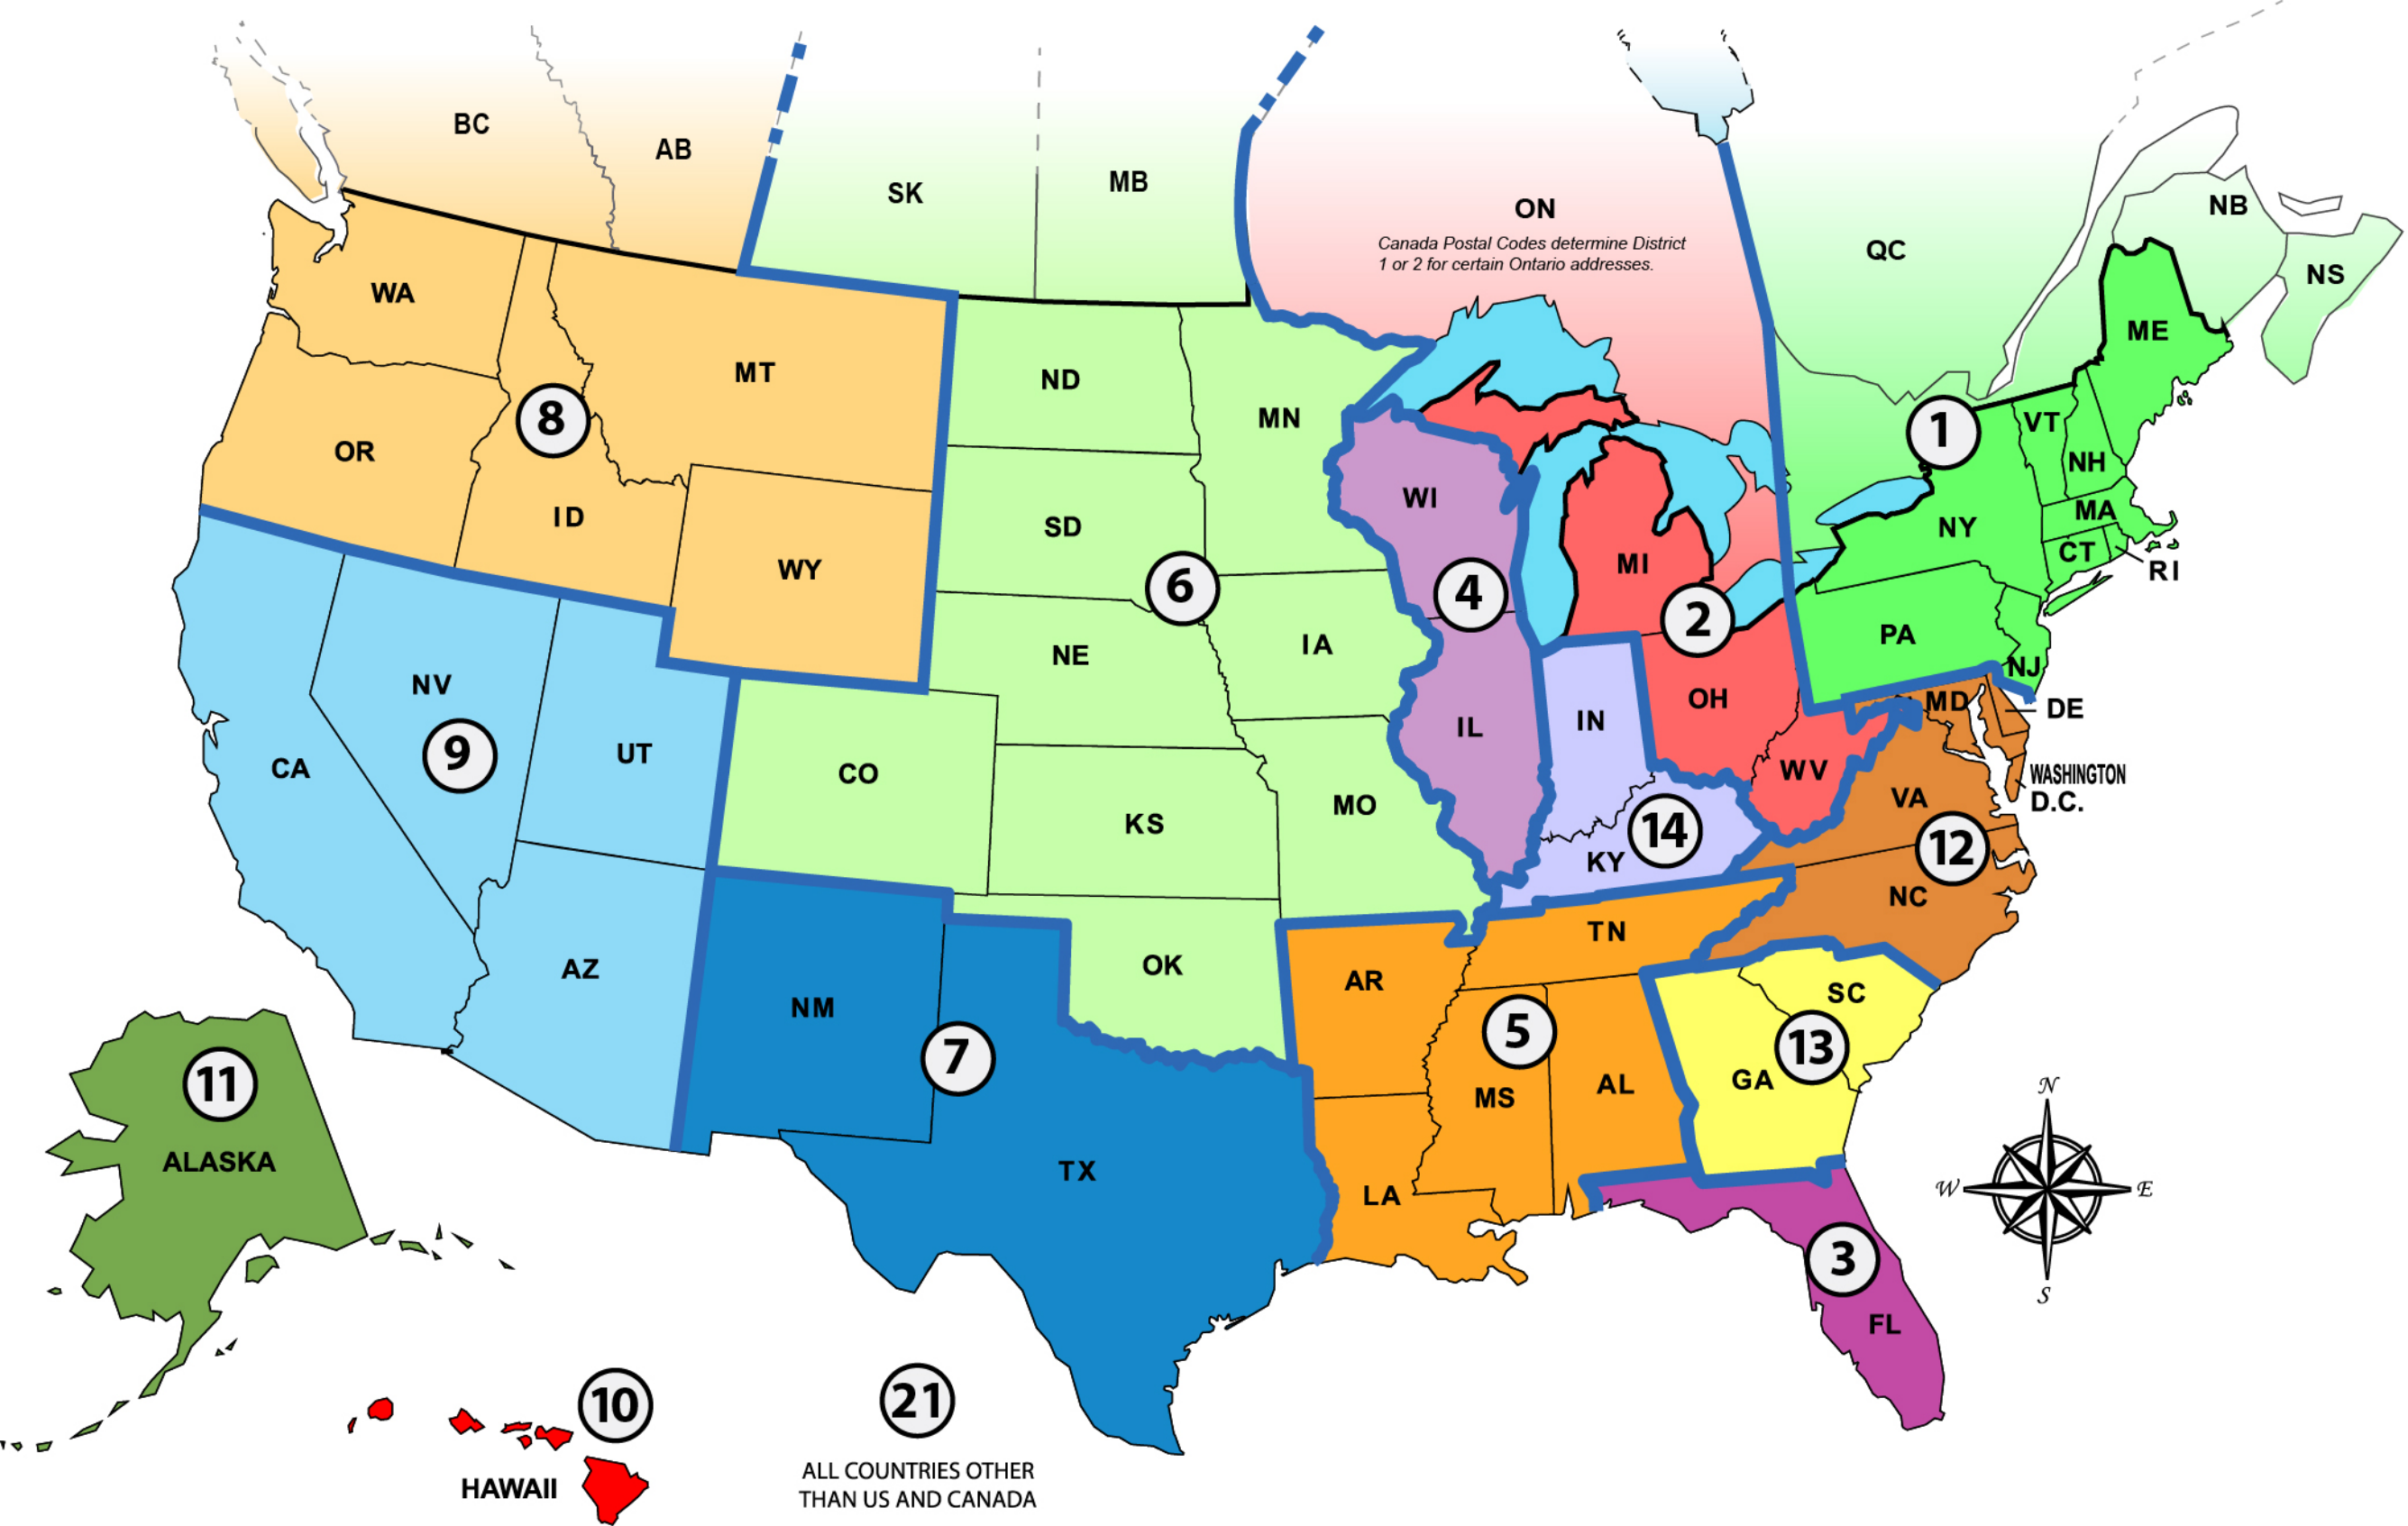 BC
AB
SK
MB
ON
Canada Postal Codes determine District
1 or 2 for certain Ontario addresses.
QC
NB
NS
WA
MT
ND
MN
ME
1
VT
NH
8
OR
ID
WY
SD
WI
MI
NY
MA
CT
RI
6
4
2
NE
IA
PA
NJ
NV
9
UT
CA
CO
KS
MO
IL
IN
OH
WV
MD
DE
WASHINGTON
D.C.
VA
14
KY
12
NC
AZ
NM
7
OK
AR
TN
SC
5
13
MS
AL
GA
TX
LA
11
ALASKA
3
FL
N
W
E
S
10
HAWAII
21
ALL COUNTRIES OTHER
THAN US AND CANADA